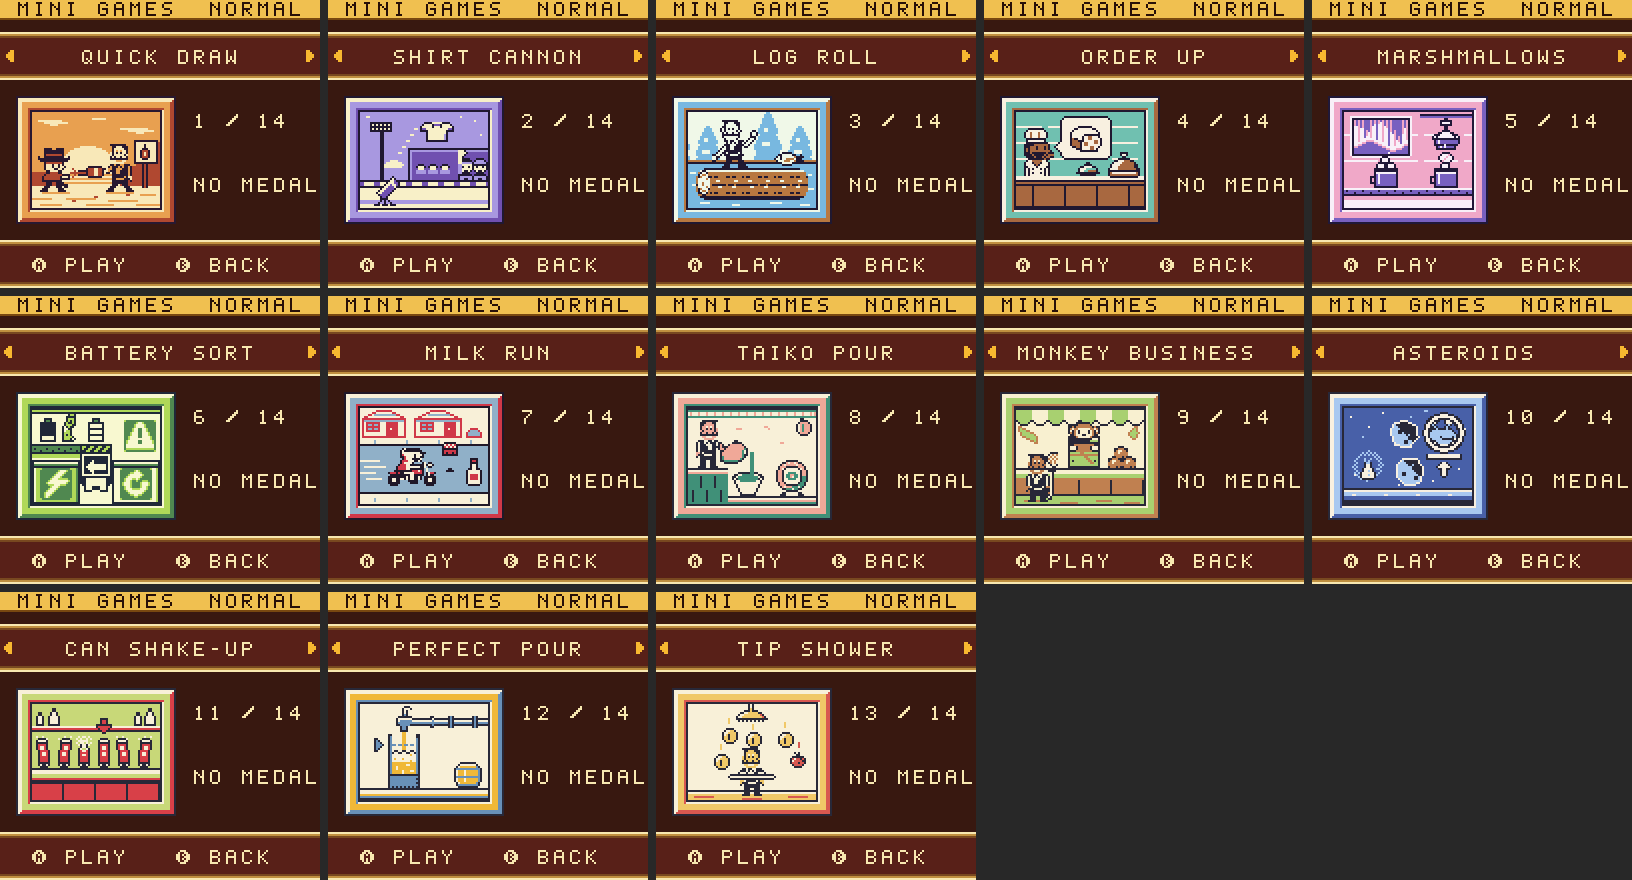 MINI GAMES NORMAL
QUICK DRAW
1 / 14
NO MEDAL
A PLAY B BACK
MINI GAMES NORMAL
SHIRT CANNON
2 / 14
NO MEDAL
A PLAY B BACK
MINI GAMES NORMAL
LOG ROLL
3 / 14
NO MEDAL
A PLAY B BACK
MINI GAMES NORMAL
ORDER UP
4 / 14
NO MEDAL
A PLAY B BACK
MINI GAMES NORMAL
MARSHMALLOWS
5 / 14
NO MEDAL
A PLAY B BACK
MINI GAMES NORMAL
BATTERY SORT
6 / 14
NO MEDAL
A PLAY B BACK
MINI GAMES NORMAL
MILK RUN
7 / 14
NO MEDAL
A PLAY B BACK
MINI GAMES NORMAL
TAIKO POUR
8 / 14
NO MEDAL
A PLAY B BACK
MINI GAMES NORMAL
MONKEY BUSINESS
9 / 14
NO MEDAL
A PLAY B BACK
MINI GAMES NORMAL
ASTEROIDS
10 / 14
NO MEDAL
A PLAY B BACK
MINI GAMES NORMAL
CAN SHAKE-UP
11 / 14
NO MEDAL
A PLAY B BACK
MINI GAMES NORMAL
PERFECT POUR
12 / 14
NO MEDAL
A PLAY B BACK
MINI GAMES NORMAL
TIP SHOWER
13 / 14
NO MEDAL
A PLAY B BACK